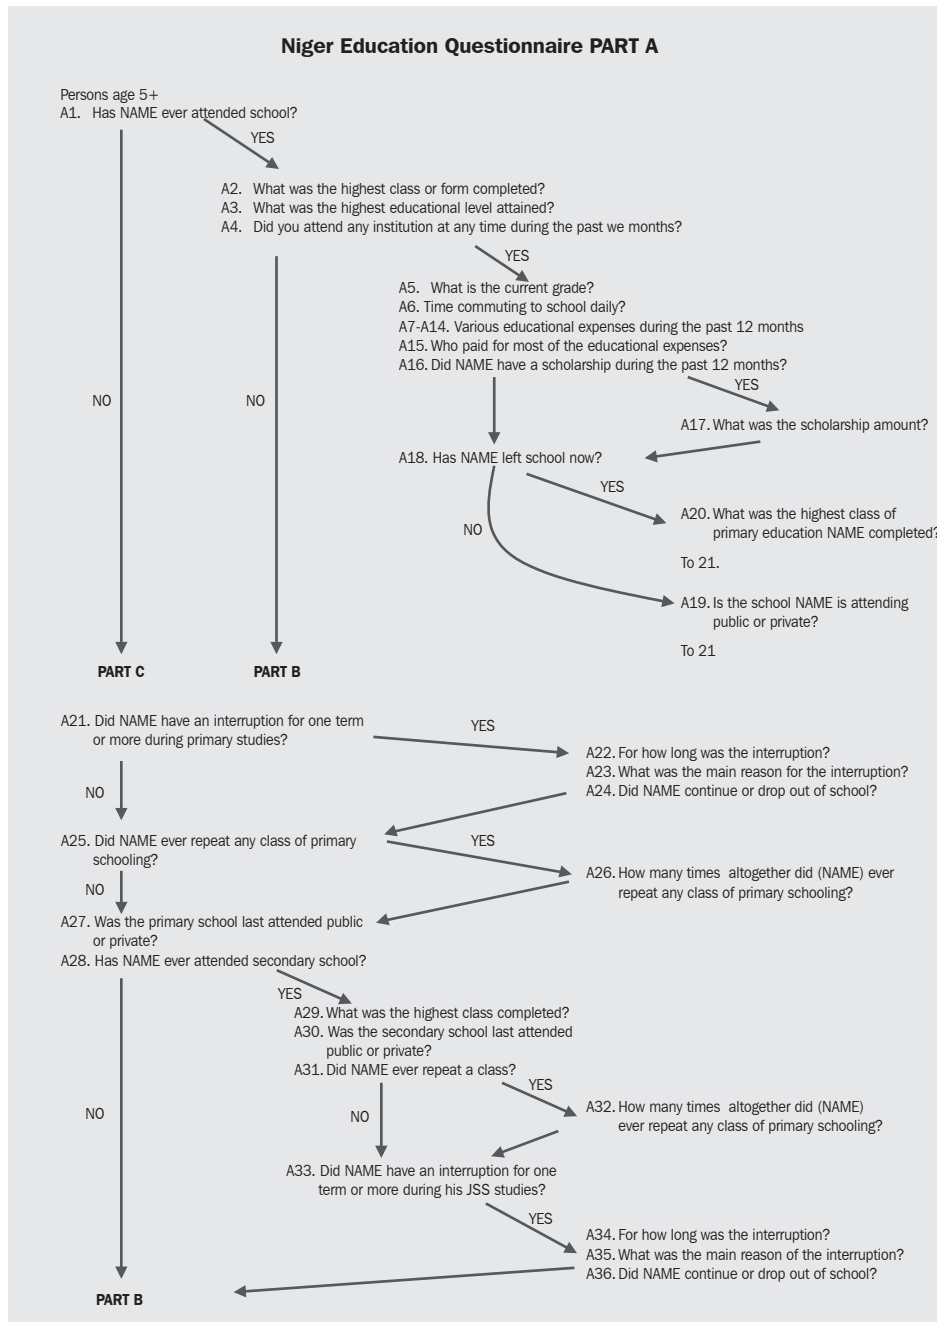 Niger Education Questionnaire PART A
Persons age 5+
A1. Has NAME ever attended school?
YES
A2. What was the highest class or form completed?
A3. What was the highest educational level attained?
A4. Did you attend any institution at any time during the past we months?
YES
A5. What is the current grade?
A6. Time commuting to school daily?
A7-A14. Various educational expenses during the past 12 months
A15. Who paid for most of the educational expenses?
A16. Did NAME have a scholarship during the past 12 months?
YES
NO
NO
A17. What was the scholarship amount?
A18. Has NAME left school now?
YES
NO
A20. What was the highest class of
primary education NAME completed?
To 21.
A19. Is the school NAME is attending
public or private?
To 21
PART C
PART B
A21. Did NAME have an interruption for one term
or more during primary studies?
YES
A22. For how long was the interruption?
A23. What was the main reason for the interruption?
A24. Did NAME continue or drop out of school?
NO
A25. Did NAME ever repeat any class of primary
schooling?
YES
A26. How many times altogether did (NAME) ever
repeat any class of primary schooling?
NO
A27. Was the primary school last attended public
or private?
A28. Has NAME ever attended secondary school?
YES
A29. What was the highest class completed?
A30. Was the secondary school last attended
public or private?
A31. Did NAME ever repeat a class?
YES
NO
NO
A32. How many times altogether did (NAME)
ever repeat any class of primary schooling?
A33. Did NAME have an interruption for one
term or more during his JSS studies?
YES
A34. For how long was the interruption?
A35. What was the main reason of the interruption?
A36. Did NAME continue or drop out of school?
PART B